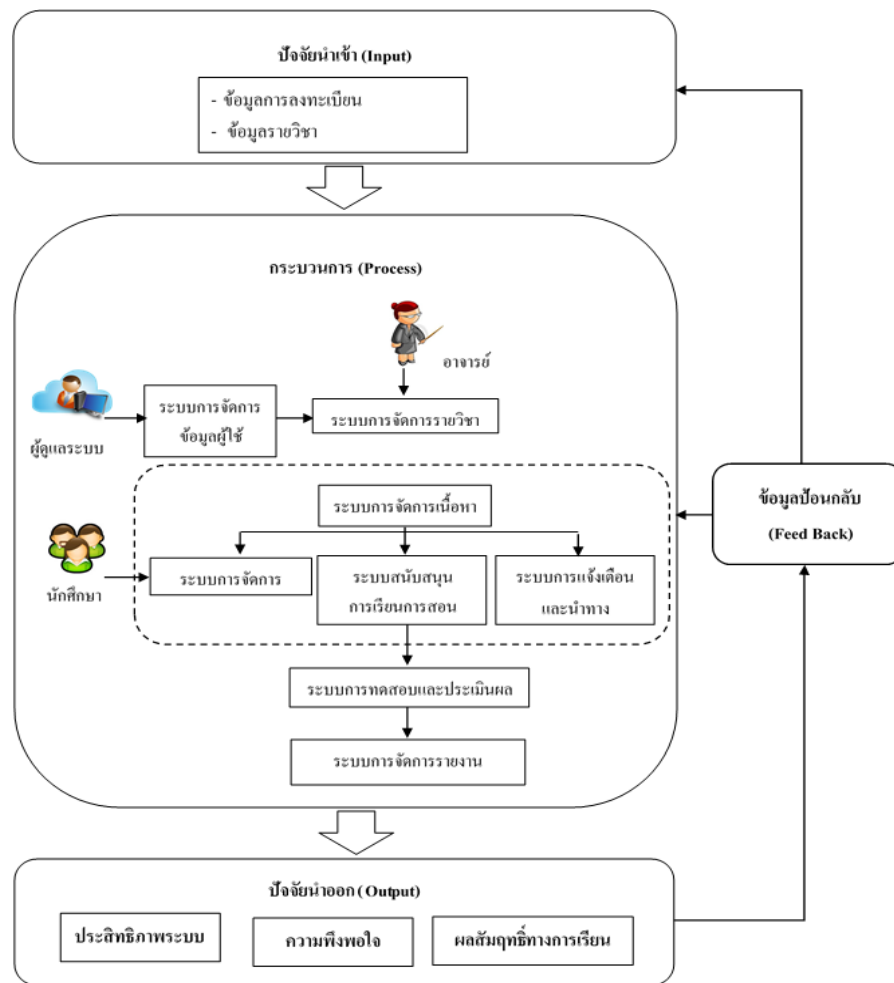 ปัจจัยนำเข้า (Input)
- ข้อมูลการลงทะเบียน
- ข้อมูลรายวิชา
กระบวนการ (Process)
อาจารย์
ผู้ดูแลระบบ
ระบบการจัดการ
ข้อมูลผู้ใช้
ระบบการจัดการรายวิชา
ข้อมูลป้อนกลับ
(Feed Back)
ระบบการจัดการเนื้อหา
นักศึกษา
ระบบการจัดการ
ระบบสนับสนุน
การเรียนการสอน
ระบบการแจ้งเตือน
และนำทาง
ระบบการทดสอบและประเมินผล
ระบบการจัดการรายงาน
ปัจจัยนำออก (Output)
ประสิทธิภาพระบบ
ความพึงพอใจ
ผลสัมฤทธิ์ทางการเรียน